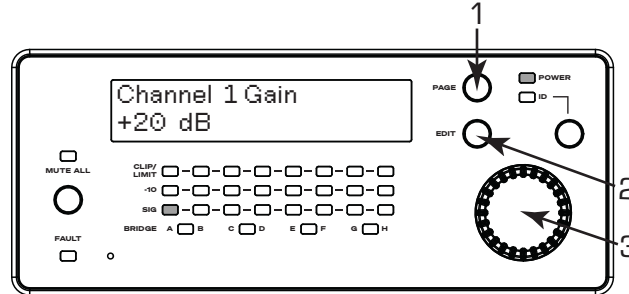 1
Channel 1 Gain
+20 dB
PAGE
POWER
ID
EDIT
2
MUTE ALL
CLIP/
LIMIT
-10
SIG
BRIDGE A B C D E F G H
3
FAULT